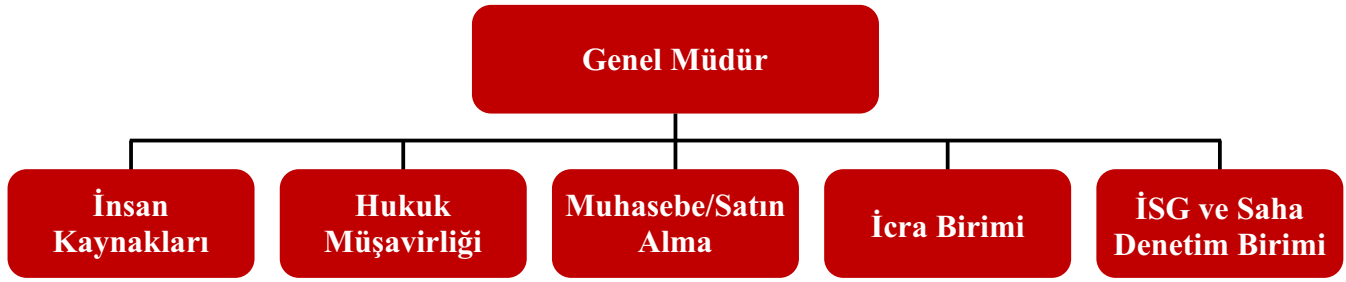 Genel Müdür
İnsan
Kaynakları
Hukuk
Müşavirliği
Muhasebe/Satın
Alma
İcra Birimi
İSG ve Saha
Denetim Birimi